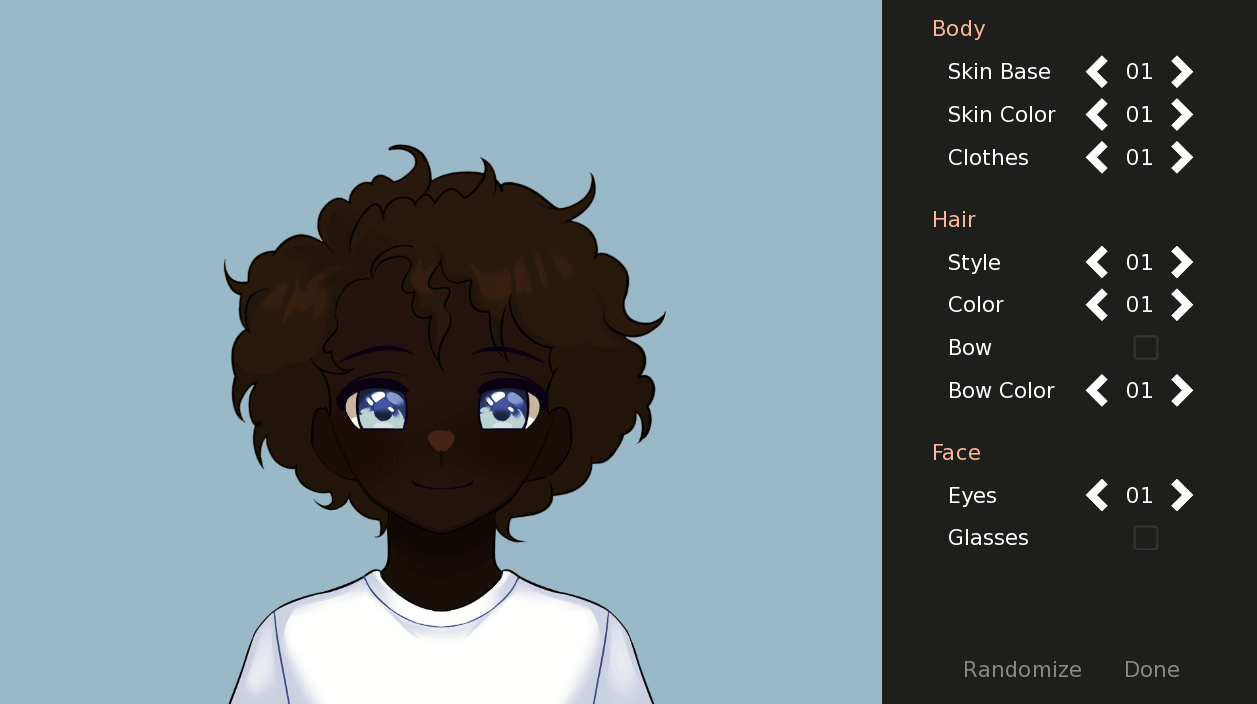 Body
Skin Base 01
Skin Color 01
Clothes 01
Hair
Style 01
Color 01
Bow
Bow Color 01
Face
Eyes 01
Glasses
Randomize Done